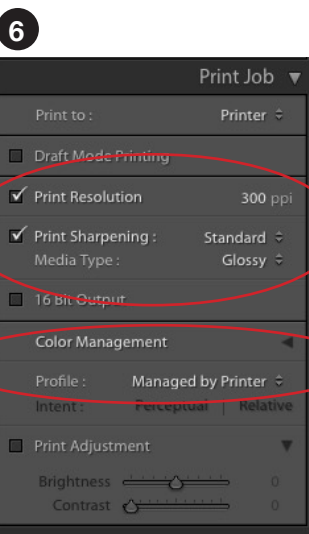 6
Print Job
Print to : Printer
Draft Mode Printing
Print Resolution 300 ppi
Print Sharpening : Standard
Media Type : Glossy
16 Bit Output
Color Management
Profile : Managed by Printer
Intent : Perceptual | Relative
Print Adjustment
Brightness 0
Contrast 0